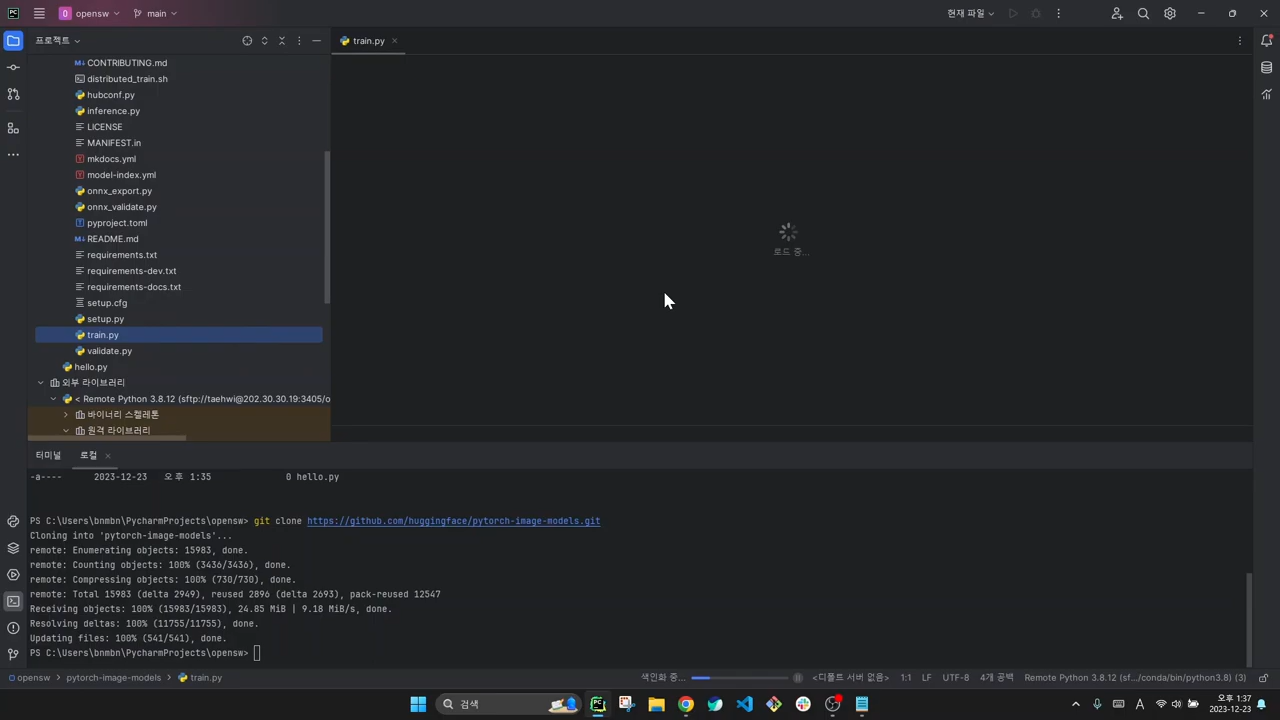 O opensw main 현재 파일
프로젝트
CONTRIBUTING.md
distributed_train.sh
hubconf.py
inference.py
LICENSE
MANIFEST.in
mkdocs.yml
model-index.yml
onnx_export.py
onnx_validate.py
pyproject.toml
README.md
requirements.txt
requirements-dev.txt
requirements-docs.txt
setup.cfg
setup.py
train.py
validate.py
hello.py
외부 라이브러리
< Remote Python 3.8.12 (sftp://taehwi@202.30.30.19:3405/o
바이너리 스켈레톤
원격 라이브러리
train.py
로드 중...
터미널 로컬
-a---- 2023-12-23 오후 1:35 0 hello.py
PS C:\Users\bnmbn\PycharmProjects\opensw> git clone https://github.com/huggingface/pytorch-image-models.git
Cloning into 'pytorch-image-models'...
remote: Enumerating objects: 15983, done.
remote: Counting objects: 100% (3436/3436), done.
remote: Compressing objects: 100% (730/730), done.
remote: Total 15983 (delta 2949), reused 2896 (delta 2693), pack-reused 12547
Receiving objects: 100% (15983/15983), 24.85 MiB | 9.18 MiB/s, done.
Resolving deltas: 100% (11755/11755), done.
Updating files: 100% (541/541), done.
PS C:\Users\bnmbn\PycharmProjects\opensw>
opensw > pytorch-image-models > train.py 색인화 중... <디폴트 서버 없음> 1:1 LF UTF-8 4개 공백 Remote Python 3.8.12 (sf.../conda/bin/python3.8) (3)
검색 A 오후 1:37
2023-12-23